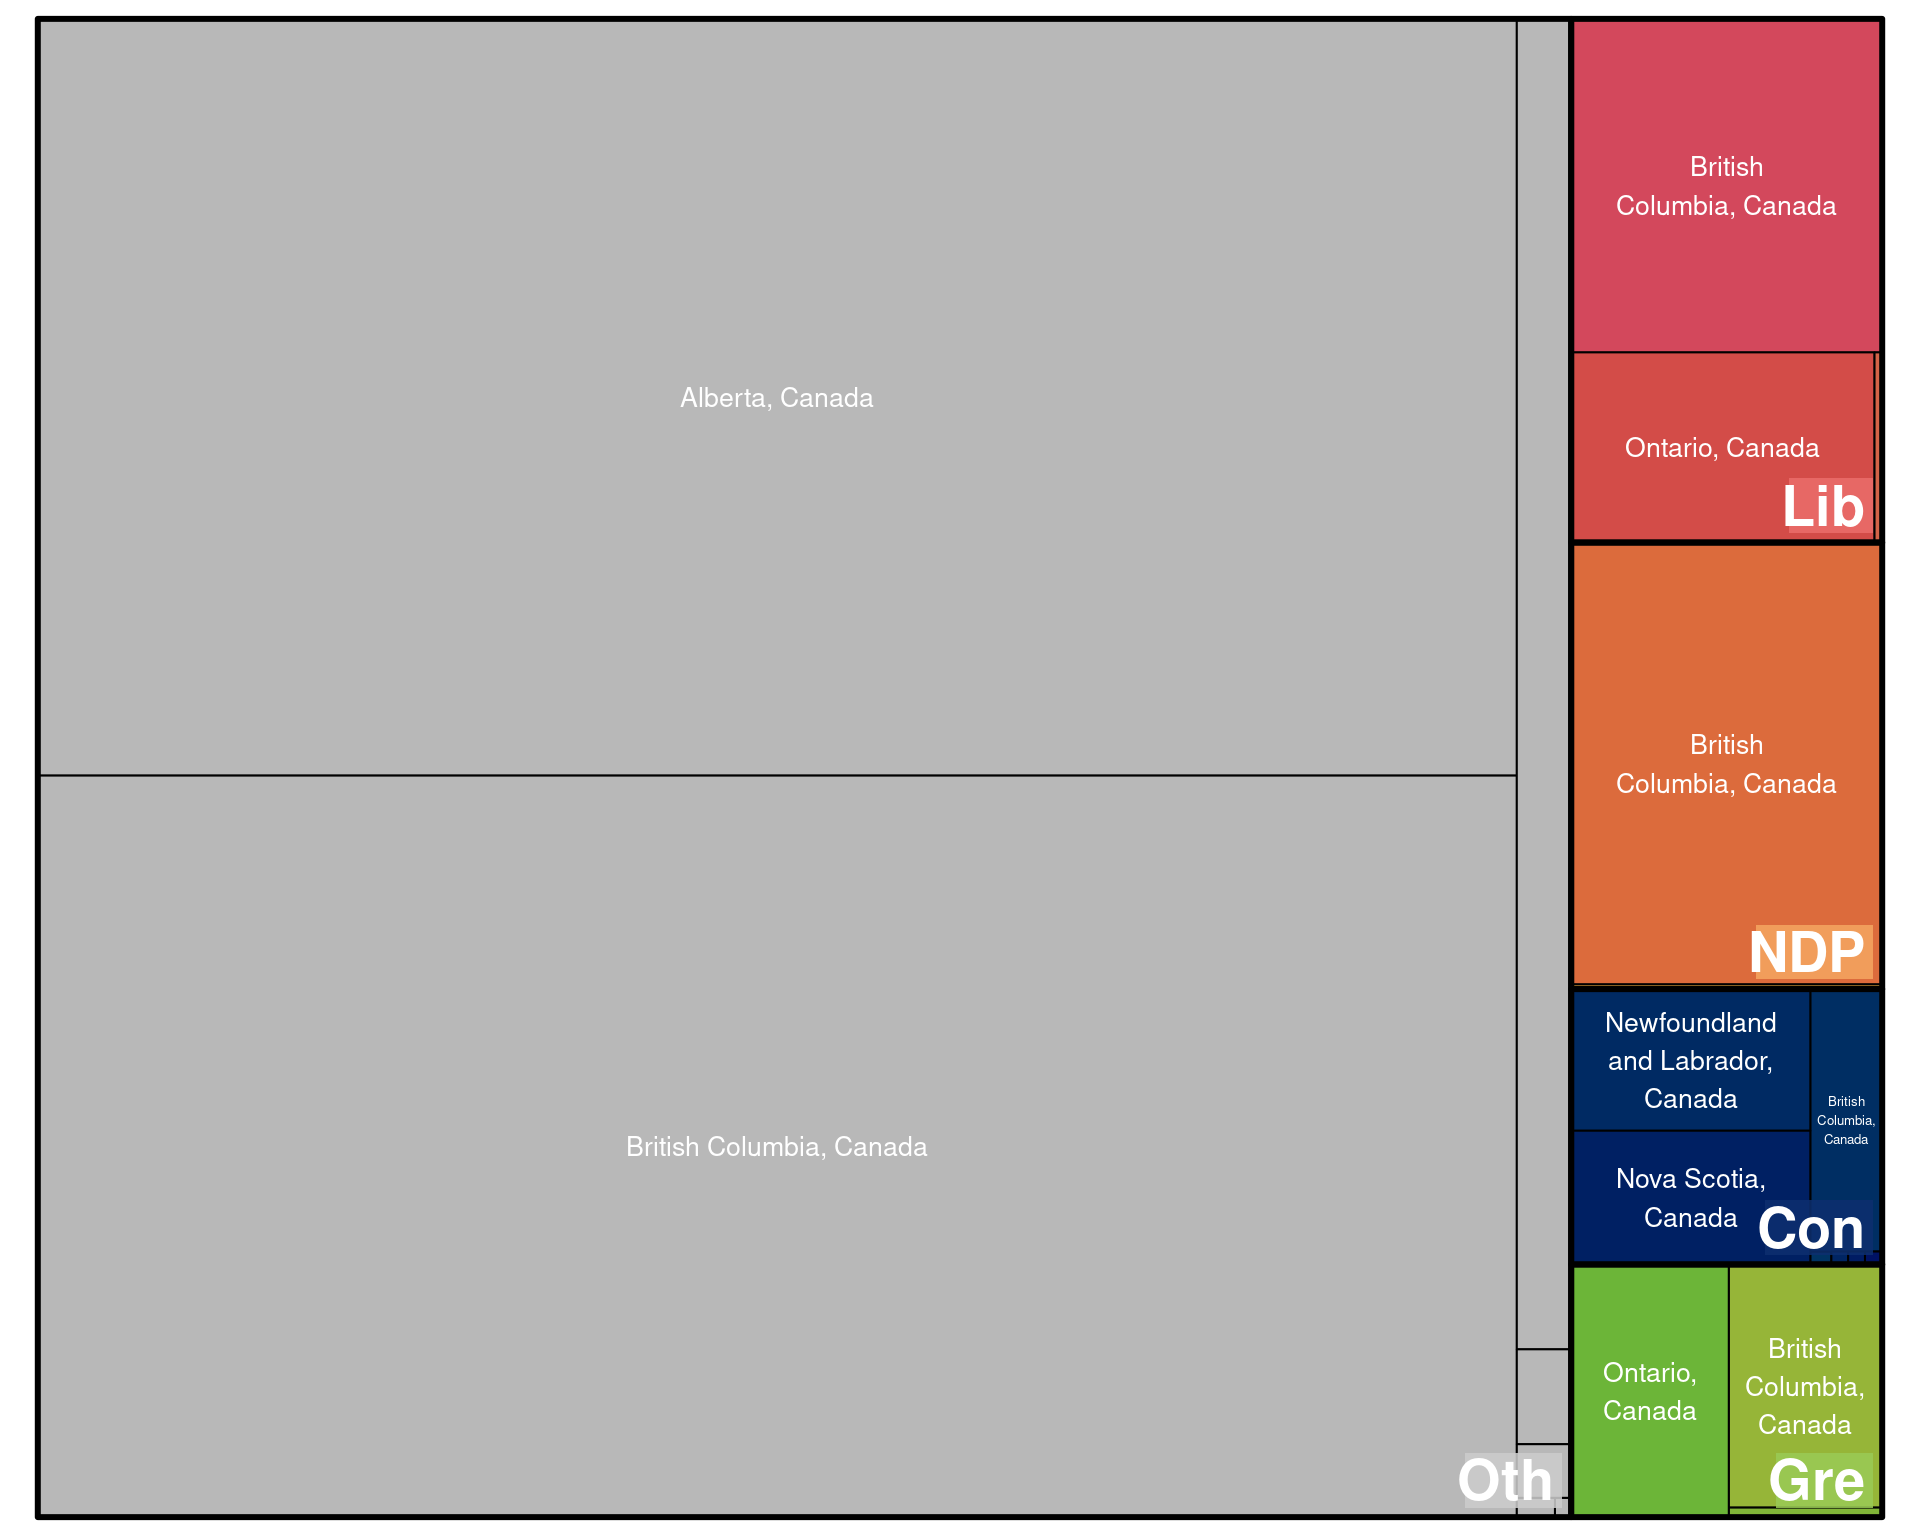 Alberta, Canada
British Columbia, Canada
Oth
British
Columbia, Canada
Ontario, Canada
Lib
British
Columbia, Canada
NDP
Newfoundland
and Labrador,
Canada
British
Columbia,
Canada
Nova Scotia,
Canada
Con
Ontario,
Canada
British
Columbia,
Canada
Gre